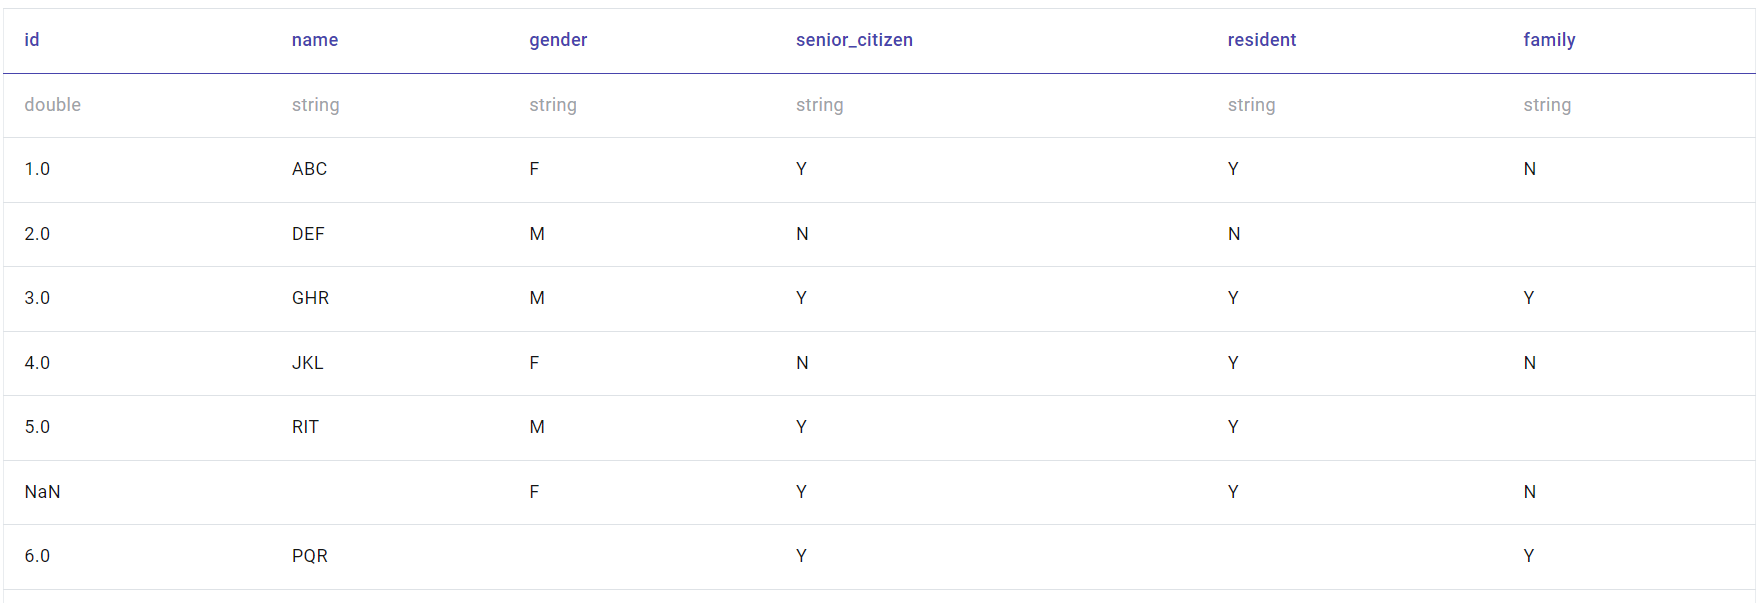 id name gender senior_citizen resident family
double string string string string string
1.0 ABC F Y Y N
2.0 DEF M N N
3.0 GHR M Y Y Y
4.0 JKL F N Y N
5.0 RIT M Y Y
NaN F Y Y N
6.0 PQR Y Y